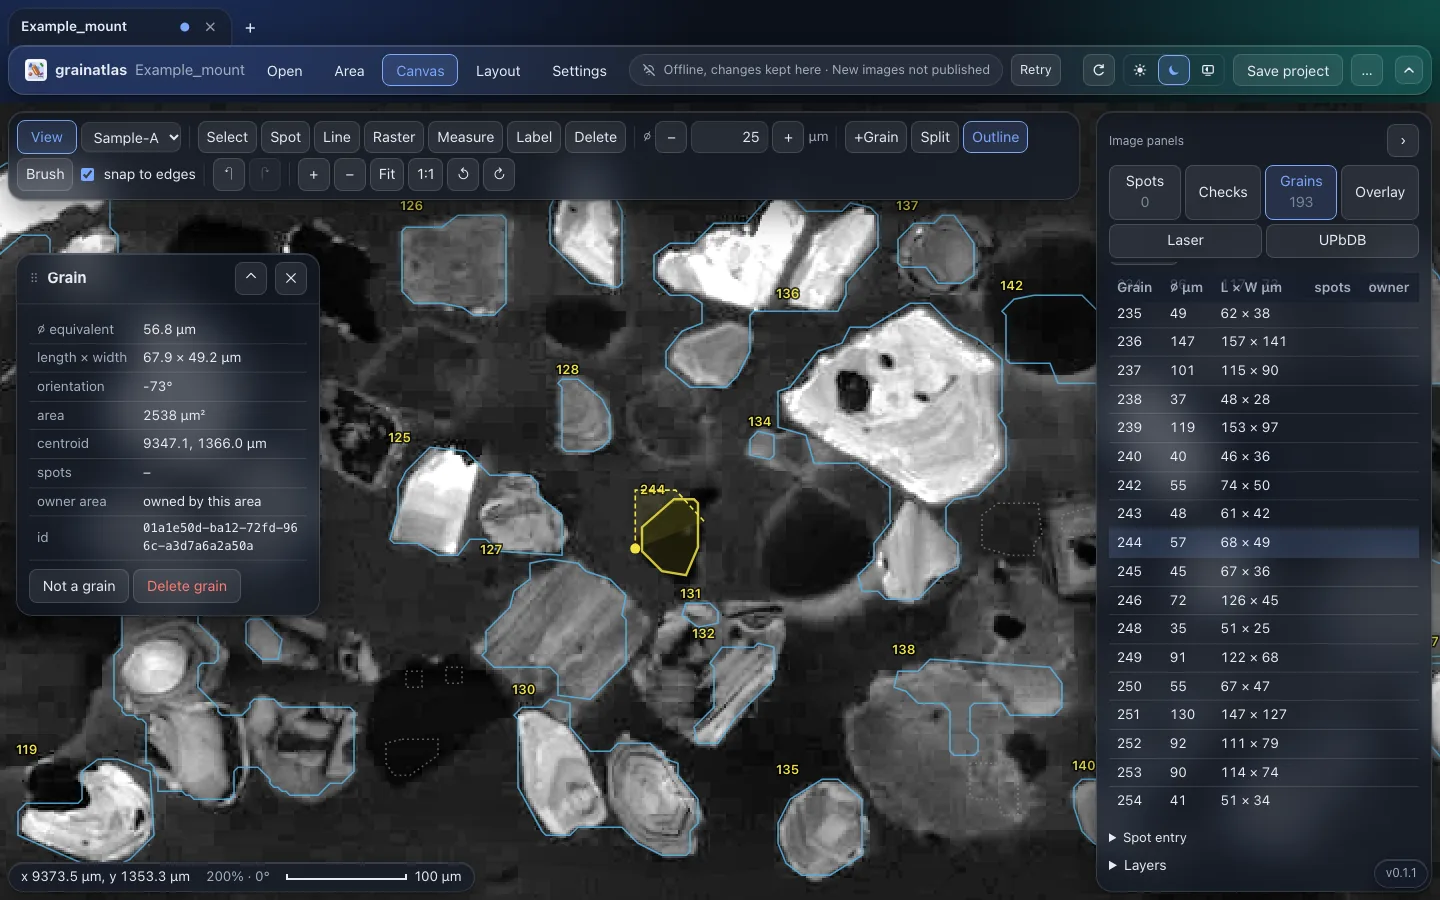 Example_mount
grainatlas Example_mount Open Area Canvas Layout Settings Offline, changes kept here · New images not published Retry Save project ...
View Sample-A Select Spot Line Raster Measure Label Delete ø − 25 + µm +Grain Split Outline
Brush snap to edges + − Fit 1:1
Grain
ø equivalent 56.8 µm
length × width 67.9 × 49.2 µm
orientation -73°
area 2538 µm²
centroid 9347.1, 1366.0 µm
spots –
owner area owned by this area
id 01a1e50d-ba12-72fd-96
6c-a3d7a6a2a50a
Not a grain Delete grain
126
137
136
142
128
134
125
244
127
131
132
138
130
119
135
140
7
x 9373.5 µm, y 1353.3 µm 200% · 0° 100 µm
Image panels
Spots 0 Checks Grains 193 Overlay
Laser UPbDB
Grain ø µm L × W µm spots owner
235 49 62 × 38
236 147 157 × 141
237 101 115 × 90
238 37 48 × 28
239 119 153 × 97
240 40 46 × 36
242 55 74 × 50
243 48 61 × 42
244 57 68 × 49
245 45 67 × 36
246 72 126 × 45
248 35 51 × 25
249 91 122 × 68
250 55 67 × 47
251 130 147 × 127
252 92 111 × 79
253 90 114 × 74
254 41 51 × 34
Spot entry
Layers
v0.1.1